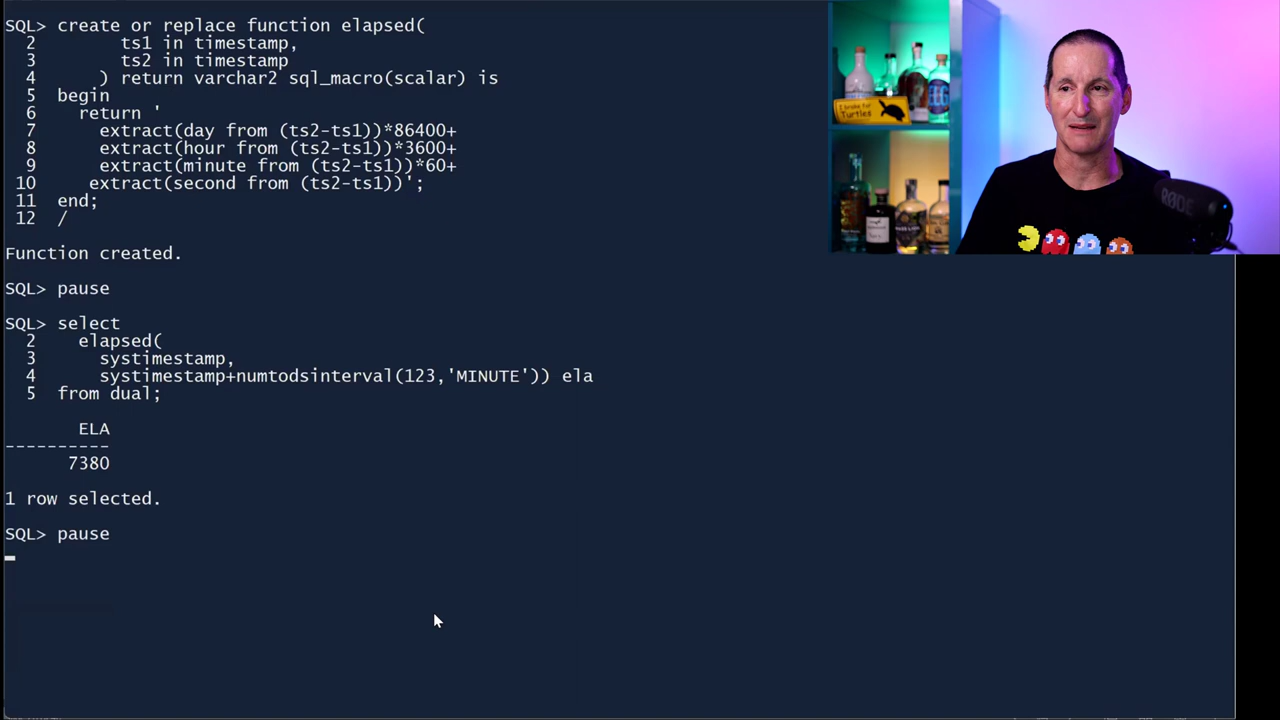 SQL> create or replace function elapsed(
2 ts1 in timestamp,
3 ts2 in timestamp
4 ) return varchar2 sql_macro(scalar) is
5 begin
6 return '
7 extract(day from (ts2-ts1))*86400+
8 extract(hour from (ts2-ts1))*3600+
9 extract(minute from (ts2-ts1))*60+
10 extract(second from (ts2-ts1))';
11 end;
12 /
Function created.
SQL> pause
SQL> select
2 elapsed(
3 systimestamp,
4 systimestamp+numtodsinterval(123,'MINUTE')) ela
5 from dual;
ELA
----------
7380
1 row selected.
SQL> pause
I brake for
Turtles
RØDE